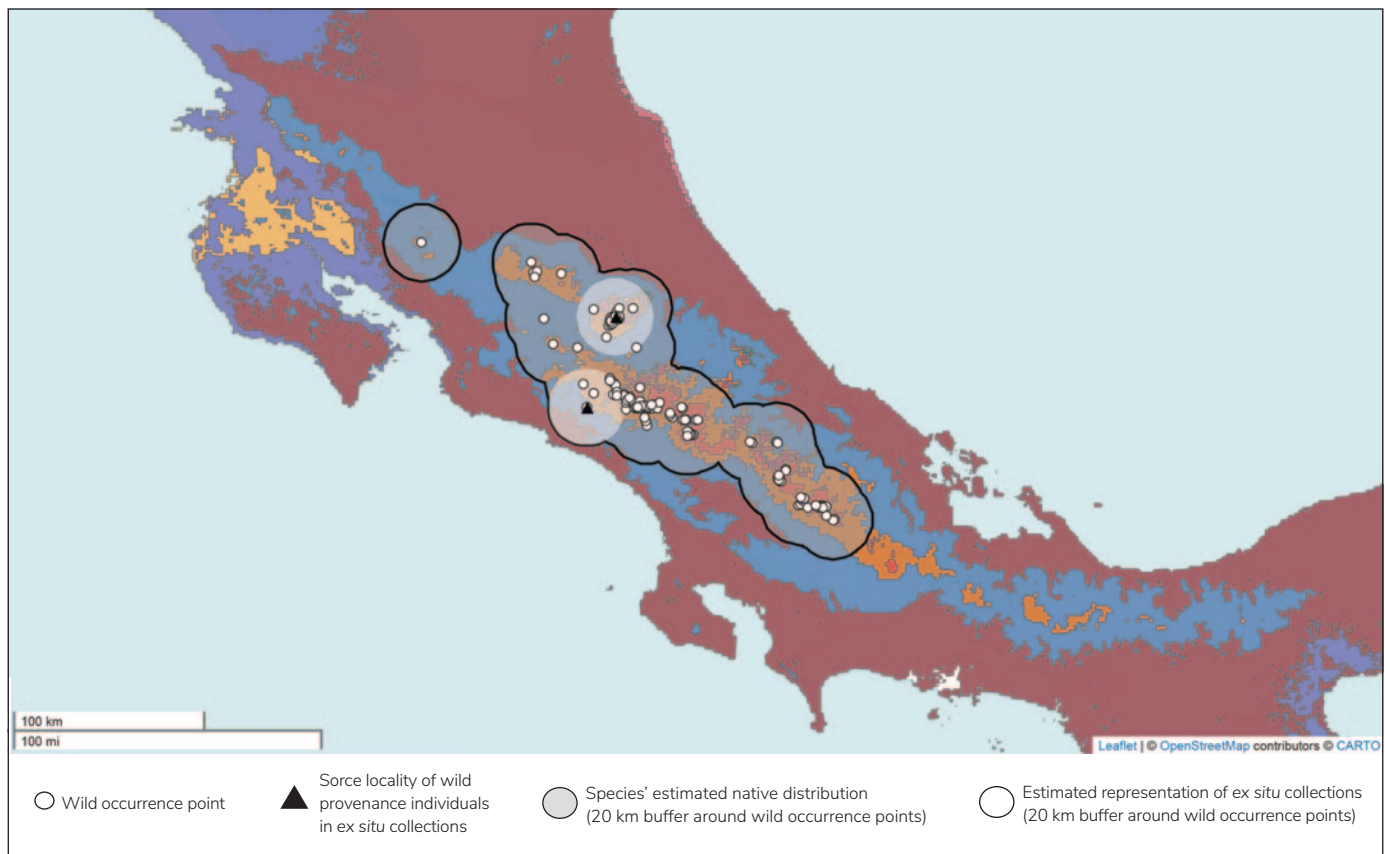 100 km
100 mi
Leaflet | © OpenStreetMap contributors © CARTO
Wild occurrence point
Sorce locality of wild
provenance individuals
in ex situ collections
Species' estimated native distribution
(20 km buffer around wild occurrence points)
Estimated representation of ex situ collections
(20 km buffer around wild occurrence points)